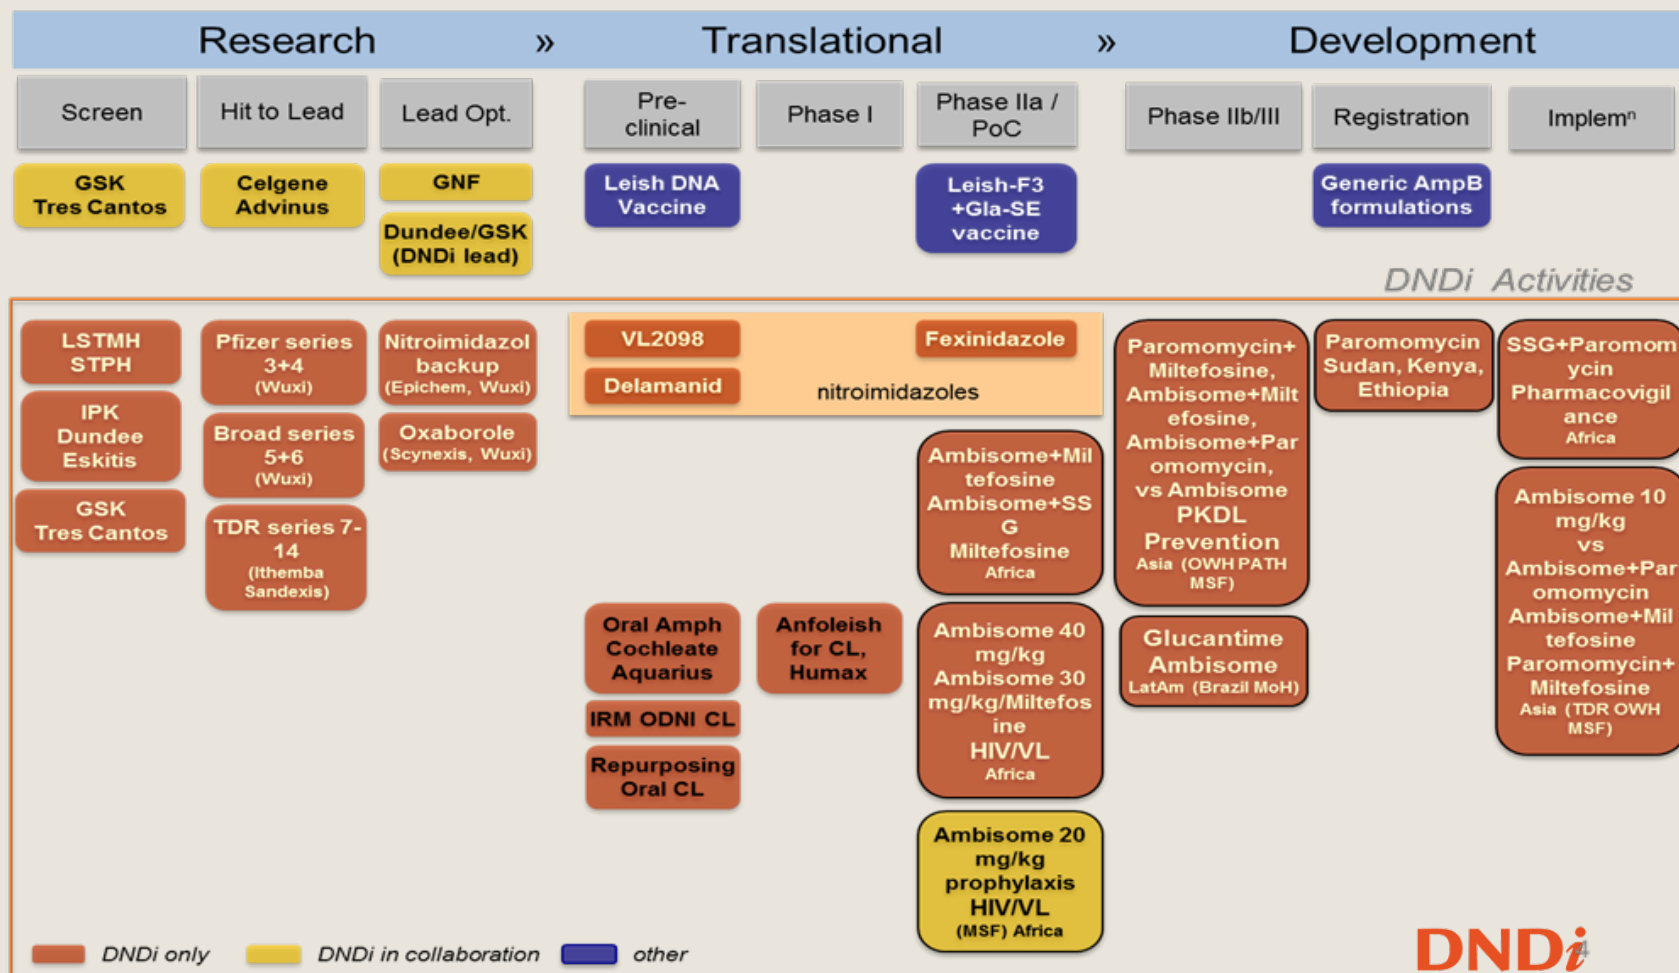 Research » Translational » Development
Screen
Hit to Lead
Lead Opt.
Pre-
clinical
Phase I
Phase IIa /
PoC
Phase IIb/III
Registration
Implemⁿ
GSK
Tres Cantos
Celgene
Advinus
GNF
Dundee/GSK
(DNDi lead)
Leish DNA
Vaccine
Leish-F3
+Gla-SE
vaccine
Generic AmpB
formulations
DNDi Activities
LSTMH
STPH
IPK
Dundee
Eskitis
GSK
Tres Cantos
Pfizer series
3+4
(Wuxi)
Broad series
5+6
(Wuxi)
TDR series 7-
14
(Ithemba
Sandexis)
Nitroimidazol
backup
(Epichem, Wuxi)
Oxaborole
(Scynexis, Wuxi)
VL2098
Delamanid
Fexinidazole
nitroimidazoles
Oral Amph
Cochleate
Aquarius
IRM ODNI CL
Repurposing
Oral CL
Anfoleish
for CL,
Humax
Ambisome+Mil
tefosine
Ambisome+SS
G
Miltefosine
Africa
Ambisome 40
mg/kg
Ambisome 30
mg/kg/Miltefos
ine
HIV/VL
Africa
Ambisome 20
mg/kg
prophylaxis
HIV/VL
(MSF) Africa
Paromomycin+
Miltefosine,
Ambisome+Milt
efosine,
Ambisome+Par
omomycin,
vs Ambisome
PKDL
Prevention
Asia (OWH PATH
MSF)
Glucantime
Ambisome
LatAm (Brazil MoH)
Paromomycin
Sudan, Kenya,
Ethiopia
SSG+Paromom
ycin
Pharmacovigil
ance
Africa
Ambisome 10
mg/kg
vs
Ambisome+Par
omomycin
Ambisome+Mil
tefosine
Paromomycin+
Miltefosine
Asia (TDR OWH
MSF)
DNDi only
DNDi in collaboration
other
DNDi
4